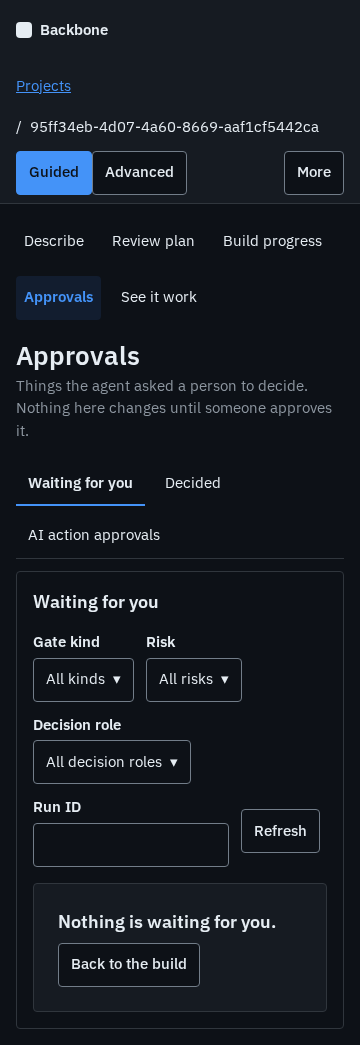 Backbone
Projects
/ 95ff34eb-4d07-4a60-8669-aaf1cf5442ca
Guided Advanced More
Describe Review plan Build progress
Approvals See it work
Approvals
Things the agent asked a person to decide.
Nothing here changes until someone approves
it.
Waiting for you Decided
AI action approvals
Waiting for you
Gate kind Risk
All kinds ▾ All risks ▾
Decision role
All decision roles ▾
Run ID
Refresh
Nothing is waiting for you.
Back to the build